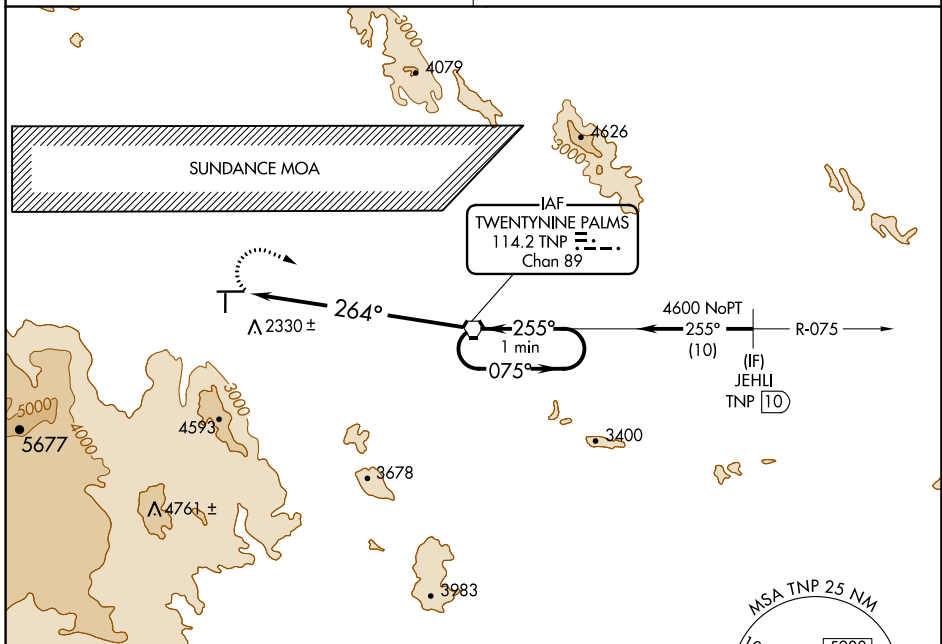 3000
4079
4626
3000
SUNDANCE MOA
IAF
TWENTYNINE PALMS
114.2 TNP
Chan 89
264°
2330 ±
255°
1 min
075°
4600 NoPT
255°
(10)
R-075
(IF)
JEHLI
TNP 10
3000
5000
4000
4593
5677
3400
3678
4761 ±
3983
MSA TNP 25 NM